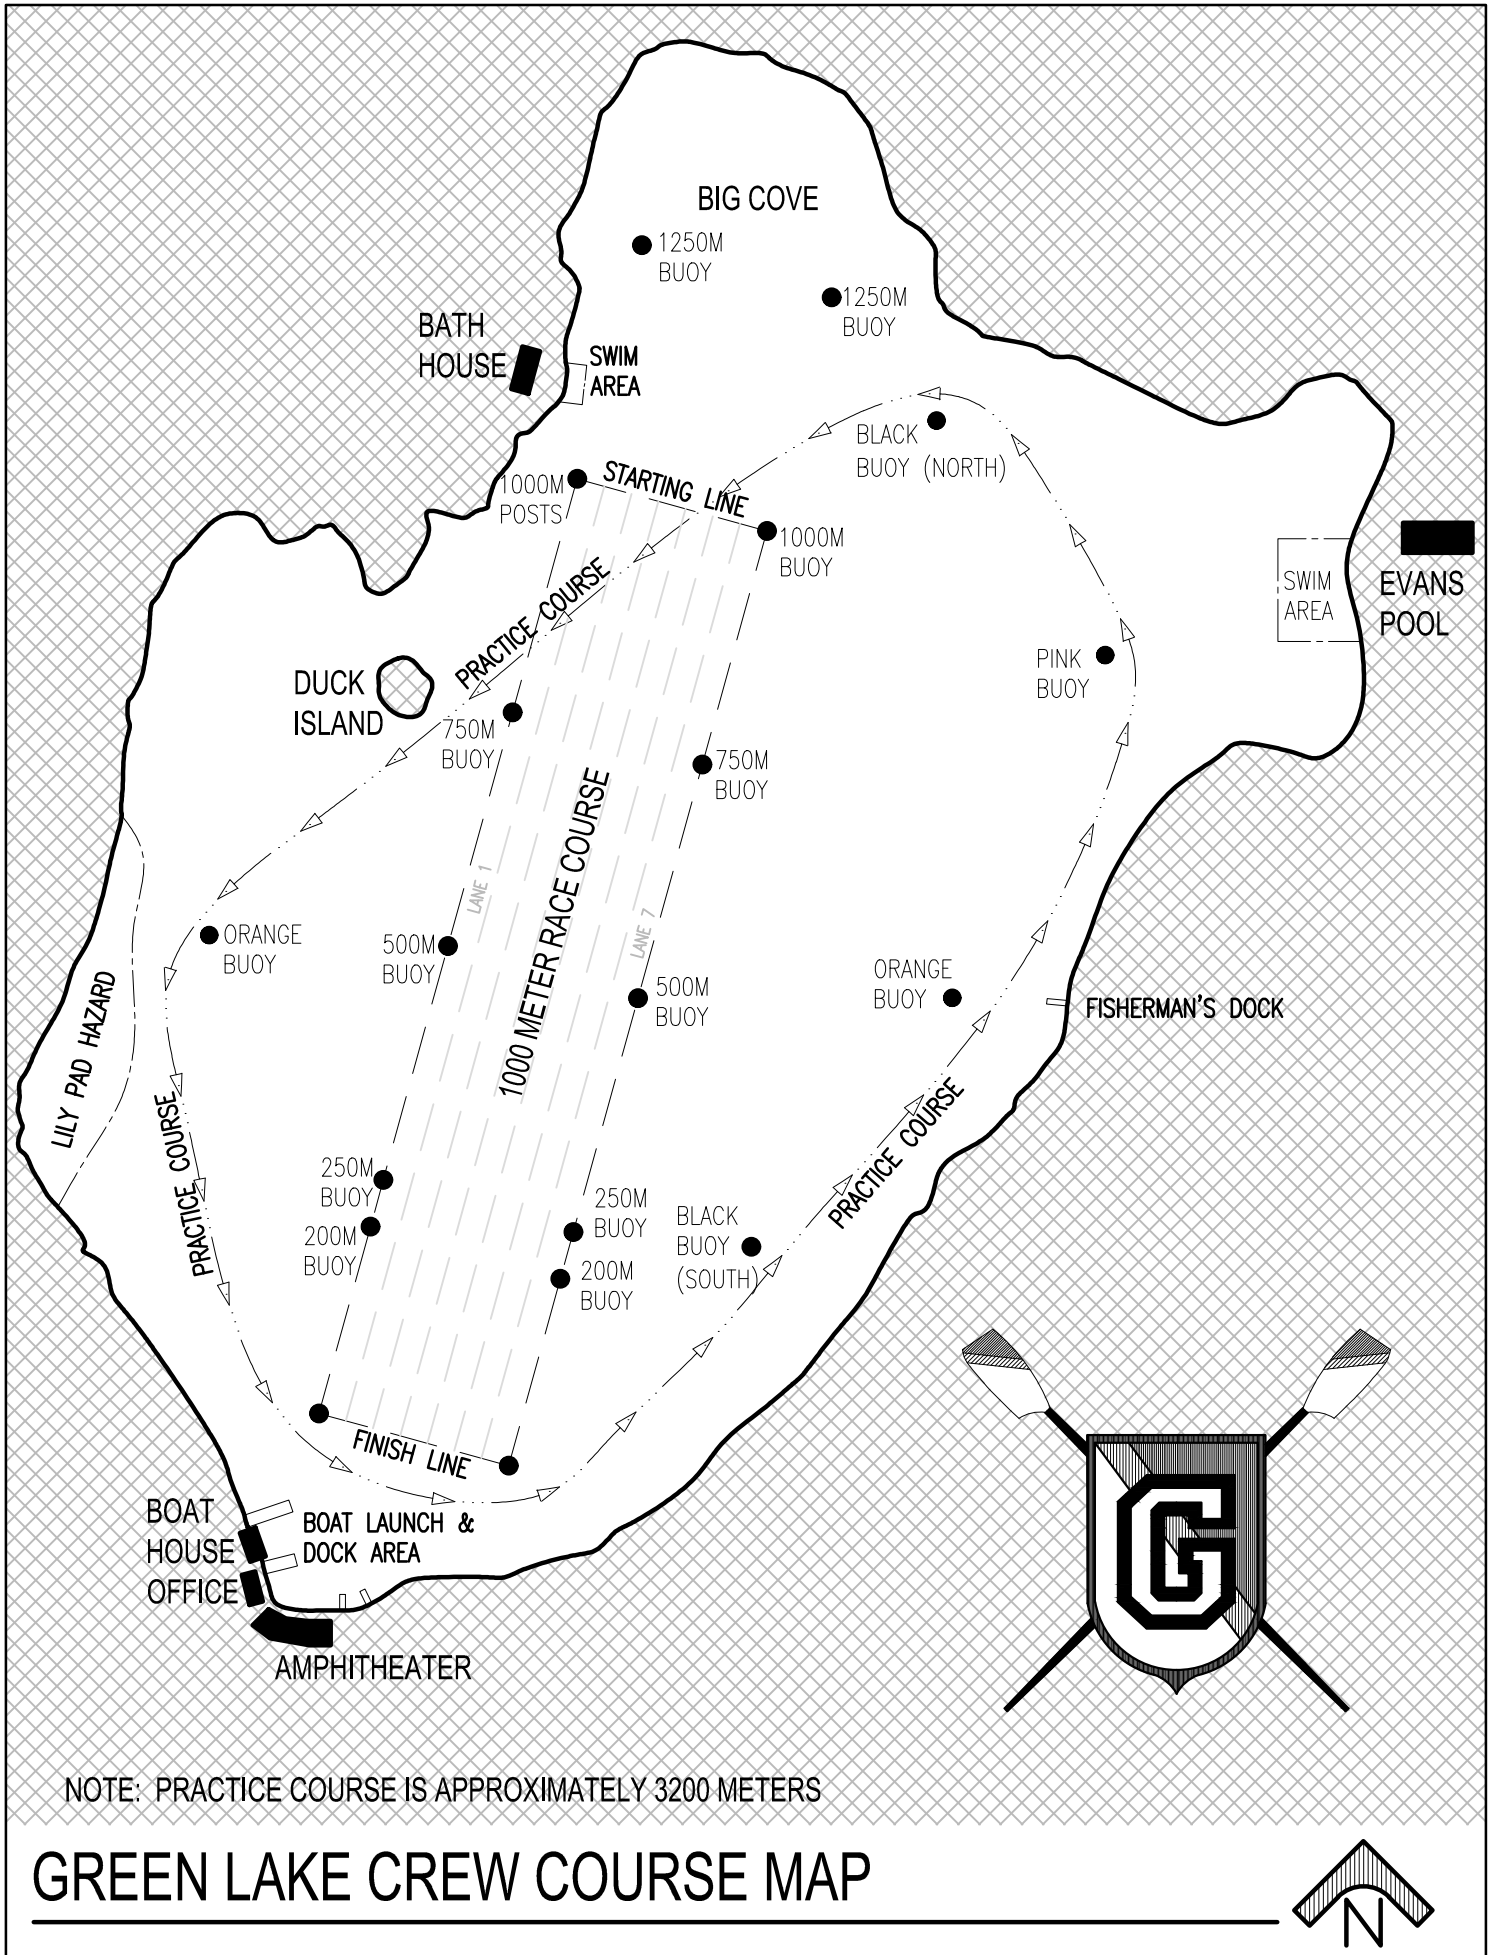 BIG COVE
1250M
BUOY
1250M
BUOY
BATH
HOUSE
SWIM
AREA
BLACK
BUOY (NORTH)
STARTING LINE
1000M
POSTS
1000M
BUOY
SWIM
AREA
EVANS
POOL
PRACTICE COURSE
PINK
BUOY
DUCK
ISLAND
750M
BUOY
750M
BUOY
1000 METER RACE COURSE
LANE 1
LANE 7
ORANGE
BUOY
500M
BUOY
500M
BUOY
ORANGE
BUOY
FISHERMAN'S DOCK
LILY PAD HAZARD
PRACTICE COURSE
PRACTICE COURSE
250M
BUOY
200M
BUOY
250M
BUOY
200M
BUOY
BLACK
BUOY
(SOUTH)
FINISH LINE
BOAT
HOUSE
OFFICE
BOAT LAUNCH &
DOCK AREA
AMPHITHEATER
G
NOTE: PRACTICE COURSE IS APPROXIMATELY 3200 METERS
GREEN LAKE CREW COURSE MAP
N